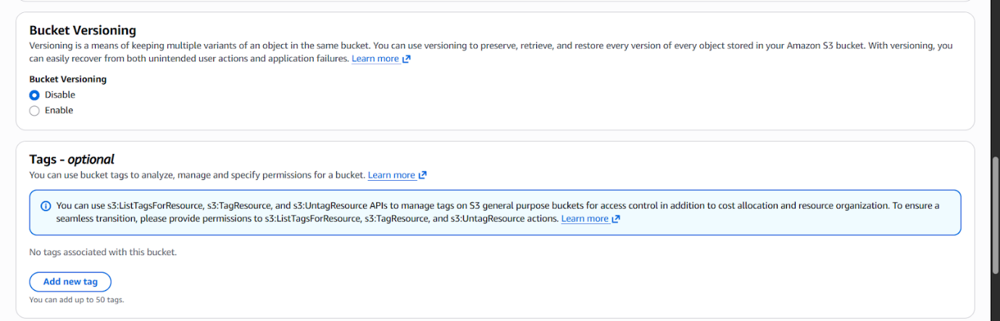 Bucket Versioning
Versioning is a means of keeping multiple variants of an object in the same bucket. You can use versioning to preserve, retrieve, and restore every version of every object stored in your Amazon S3 bucket. With versioning, you
can easily recover from both unintended user actions and application failures. Learn more
Bucket Versioning
Disable
Enable
Tags - optional
You can use bucket tags to analyze, manage and specify permissions for a bucket. Learn more
You can use s3:ListTagsForResource, s3:TagResource, and s3:UntagResource APIs to manage tags on S3 general purpose buckets for access control in addition to cost allocation and resource organization. To ensure a
seamless transition, please provide permissions to s3:ListTagsForResource, s3:TagResource, and s3:UntagResource actions. Learn more
No tags associated with this bucket.
Add new tag
You can add up to 50 tags.